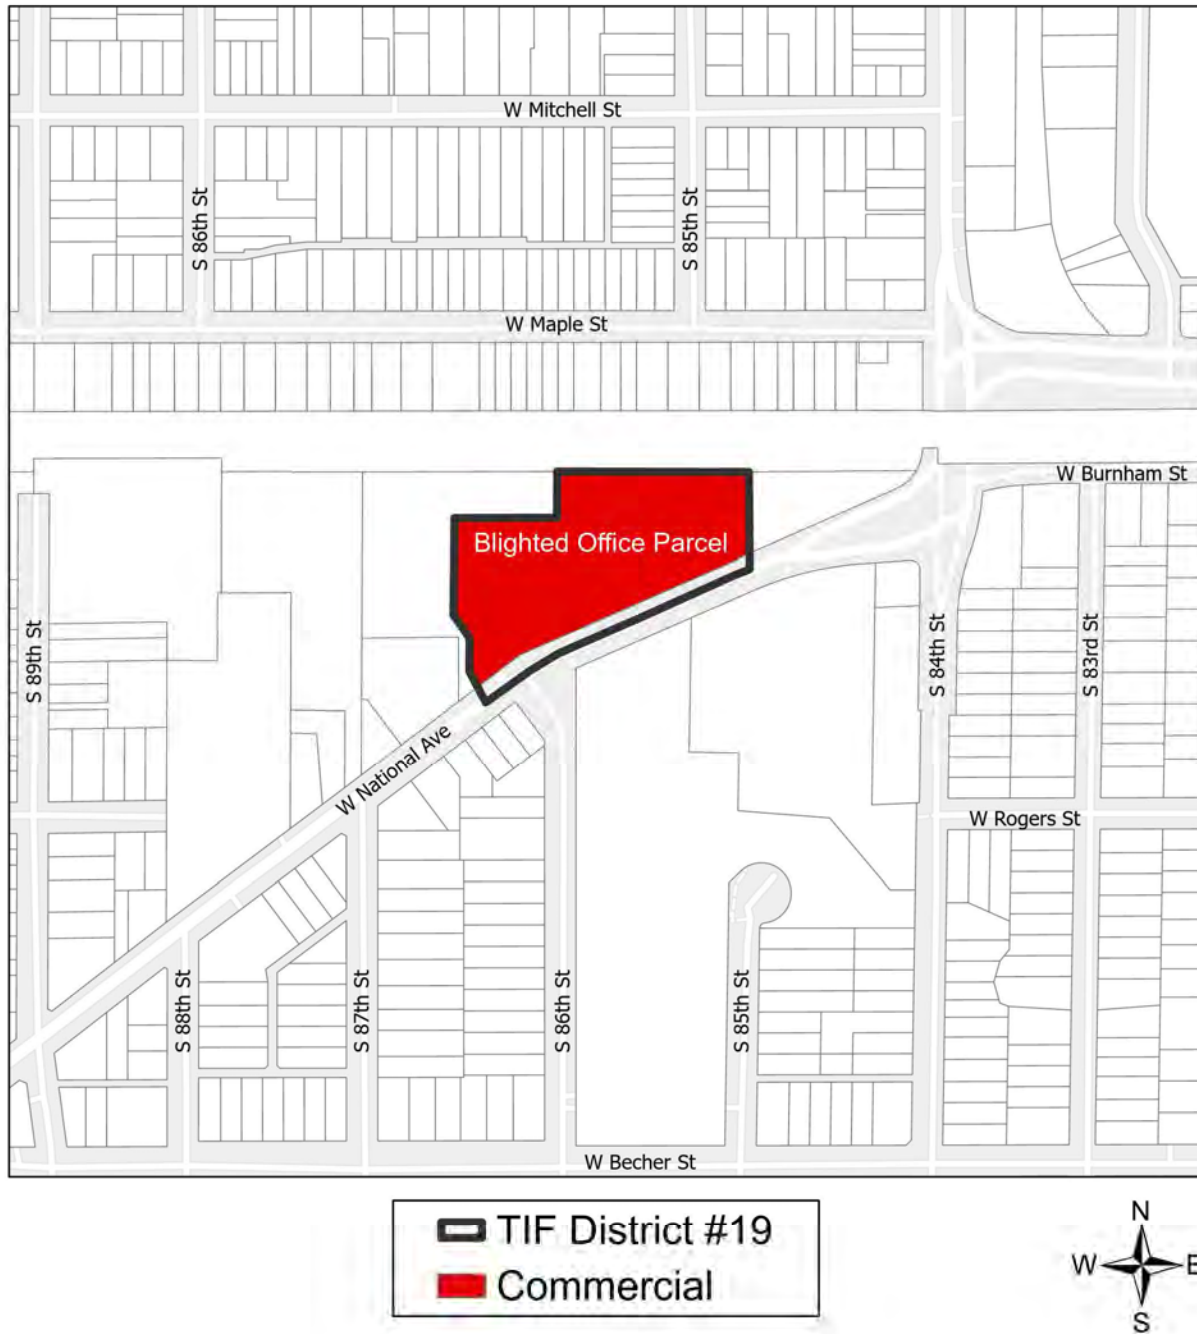 W Mitchell St
S 86th St
S 85th St
W Maple St
W Burnham St
Blighted Office Parcel
S 89th St
S 84th St
S 83rd St
W National Ave
W Rogers St
S 88th St
S 87th St
S 86th St
S 85th St
W Becher St
TIF District #19
Commercial
N
W E
S